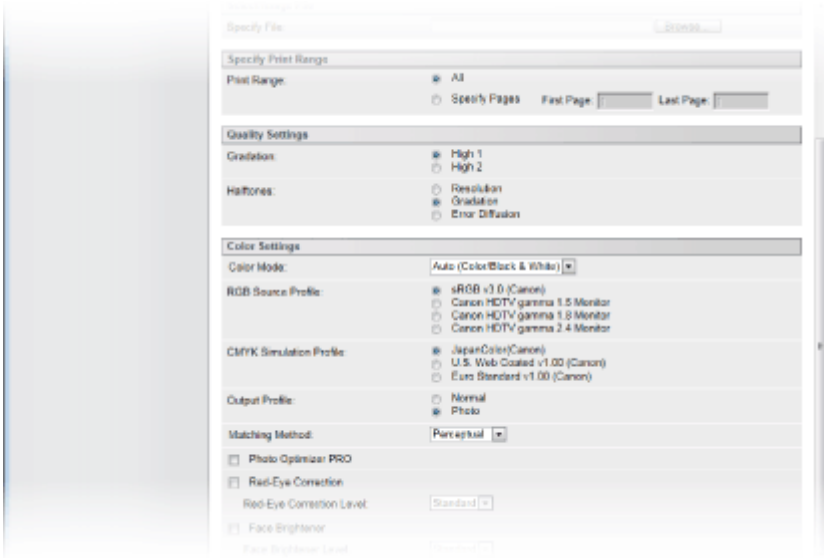 Specify File:
Browse...
Specify Print Range
Print Range: All
Specify Pages First Page: Last Page:
Quality Settings
Gradation: High 1
High 2
Halftones: Resolution
Gradation
Error Diffusion
Color Settings
Color Mode: Auto (Color/Black & White)
RGB Source Profile: sRGB v3.0 (Canon)
Canon HDTV gamma 1.5 Monitor
Canon HDTV gamma 1.8 Monitor
Canon HDTV gamma 2.4 Monitor
CMYK Simulation Profile: JapanColor(Canon)
U.S. Web Coated v1.00 (Canon)
Euro Standard v1.00 (Canon)
Output Profile: Normal
Photo
Matching Method: Perceptual
Photo Optimizer PRO
Red-Eye Correction
Red-Eye Correction Level: Standard
Face Brightener
Face Brightener Level: Standard